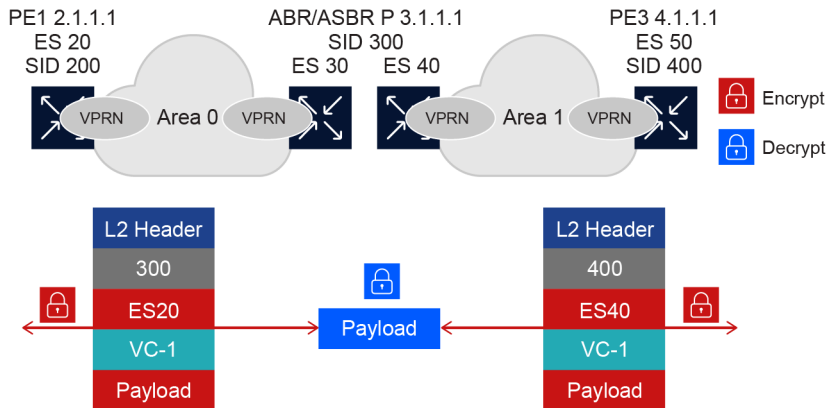 PE1 2.1.1.1
ES 20
SID 200
ABR/ASBR P 3.1.1.1
SID 300
ES 30
ES 40
PE3 4.1.1.1
ES 50
SID 400
VPRN
Area 0
VPRN
VPRN
Area 1
VPRN
Encrypt
Decrypt
L2 Header
300
ES20
VC-1
Payload
Payload
L2 Header
400
ES40
VC-1
Payload